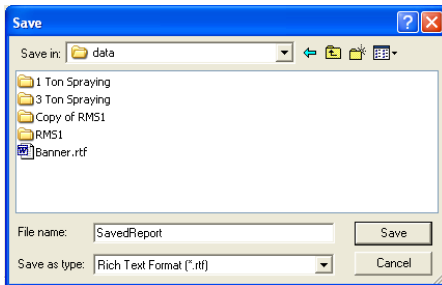 Save
Save in: data
1 Ton Spraying
3 Ton Spraying
Copy of RMS1
RMS1
Banner.rtf
File name: SavedReport Save
Save as type: Rich Text Format (*.rtf) Cancel